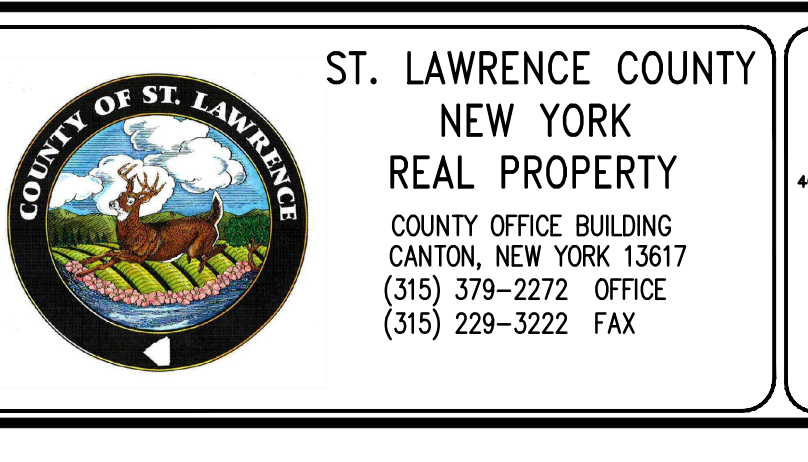 COUNTY OF ST. LAWRENCE
ST. LAWRENCE COUNTY
NEW YORK
REAL PROPERTY
COUNTY OFFICE BUILDING
CANTON, NEW YORK 13617
(315) 379-2272 OFFICE
(315) 229-3222 FAX